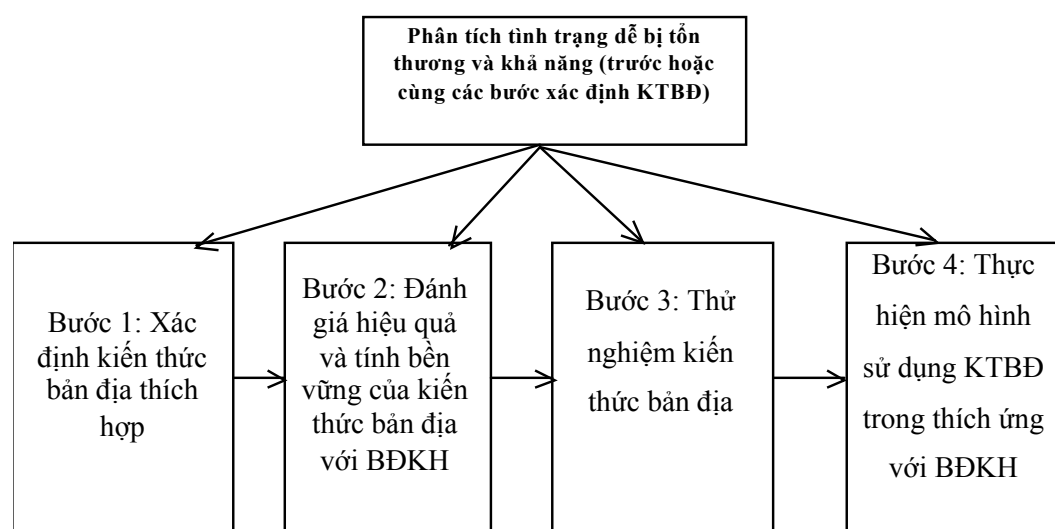 Phân tích tình trạng dễ bị tổn
thương và khả năng (trước hoặc
cùng các bước xác định KTBĐ)
Bước 1: Xác
định kiến thức
bản địa thích
hợp
Bước 2: Đánh
giá hiệu quả
và tính bền
vững của kiến
thức bản địa
với BĐKH
Bước 3: Thử
nghiệm kiến
thức bản địa
Bước 4: Thực
hiện mô hình
sử dụng KTBĐ
trong thích ứng
với BĐKH